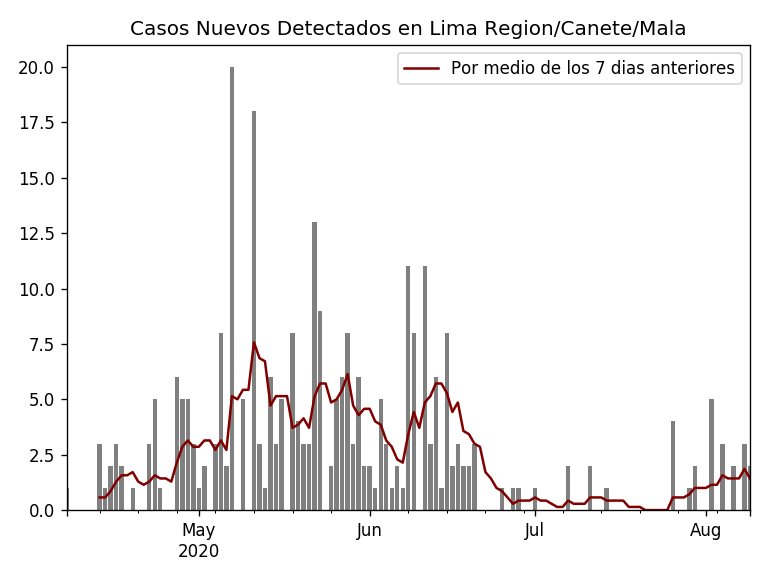 Casos Nuevos Detectados en Lima Region/Canete/Mala
Por medio de los 7 dias anteriores
20.0
17.5
15.0
12.5
10.0
7.5
5.0
2.5
0.0
May
2020
Jun
Jul
Aug